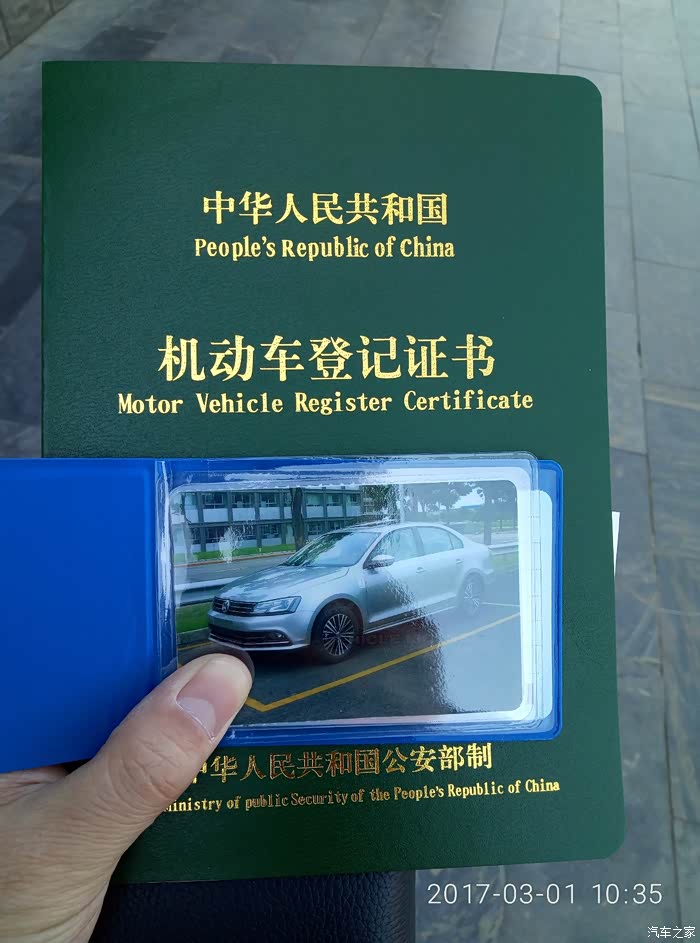 中华人民共和国
People's Republic of China
机动车登记证书
Motor Vehicle Register Certificate
中华人民共和国公安部制
Ministry of public Security of the People's Republic of China
2017-03-01 10:35
汽车之家